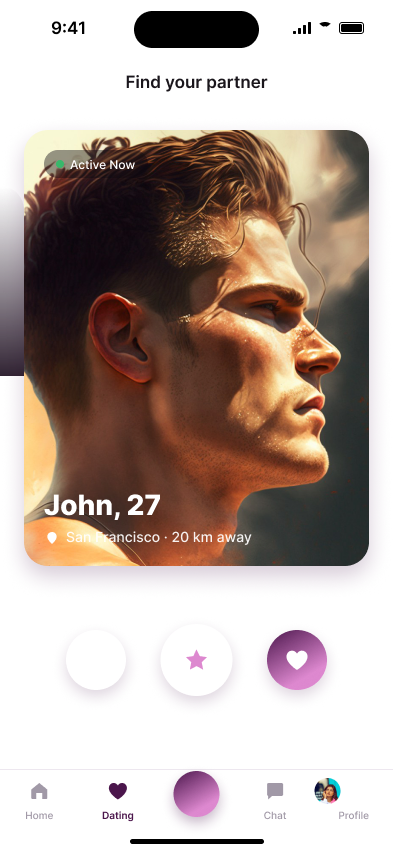 9:41
Find your partner
Active Now
John, 27
San Francisco · 20 km away
Home
Dating
Chat
Profile